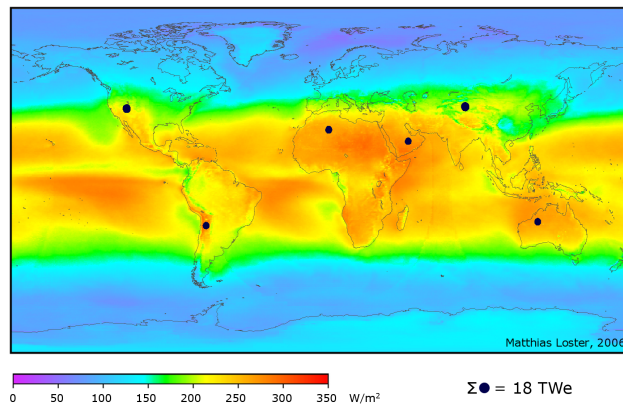 Matthias Loster, 2006
0 50 100 150 200 250 300 350 W/m²
Σ● = 18 TWe